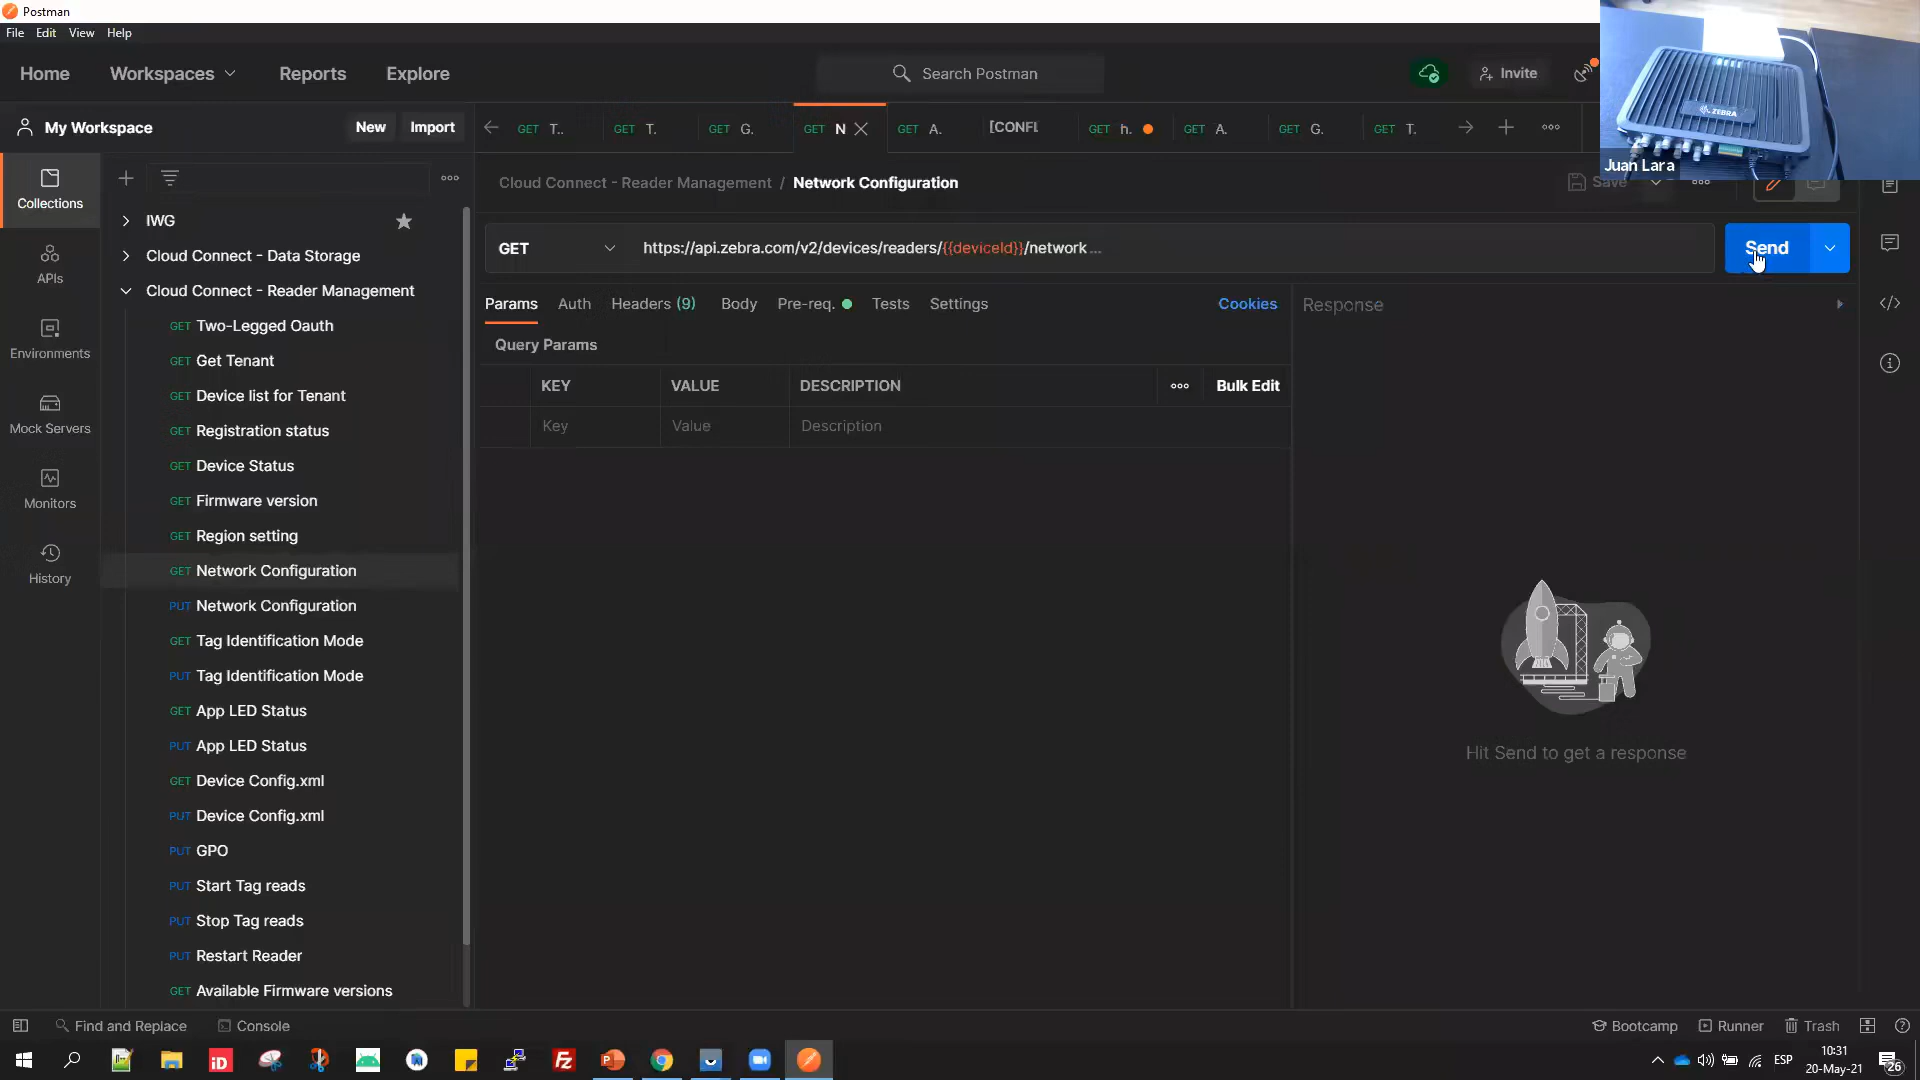 Postman
File Edit View Help
Home Workspaces Reports Explore Search Postman Invite
ZEBRA
Juan Lara
My Workspace New Import
GET T.. GET T. GET G. GET N GET A. [CONFI. GET h. GET A. GET G. GET T.
Collections
APIs
Environments
Mock Servers
Monitors
History
IWG
Cloud Connect - Data Storage
Cloud Connect - Reader Management
GET Two-Legged Oauth
GET Get Tenant
GET Device list for Tenant
GET Registration status
GET Device Status
GET Firmware version
GET Region setting
GET Network Configuration
PUT Network Configuration
GET Tag Identification Mode
PUT Tag Identification Mode
GET App LED Status
PUT App LED Status
GET Device Config.xml
PUT Device Config.xml
PUT GPO
PUT Start Tag reads
PUT Stop Tag reads
PUT Restart Reader
GET Available Firmware versions
Cloud Connect - Reader Management / Network Configuration Save
GET https://api.zebra.com/v2/devices/readers/{{deviceId}}/network... Send
Params Auth Headers (9) Body Pre-req. Tests Settings Cookies
Query Params
KEY VALUE DESCRIPTION Bulk Edit
Key Value Description
Response
Hit Send to get a response
Find and Replace Console Bootcamp Runner Trash
iD Fz P ESP 10:31
20-May-21 26